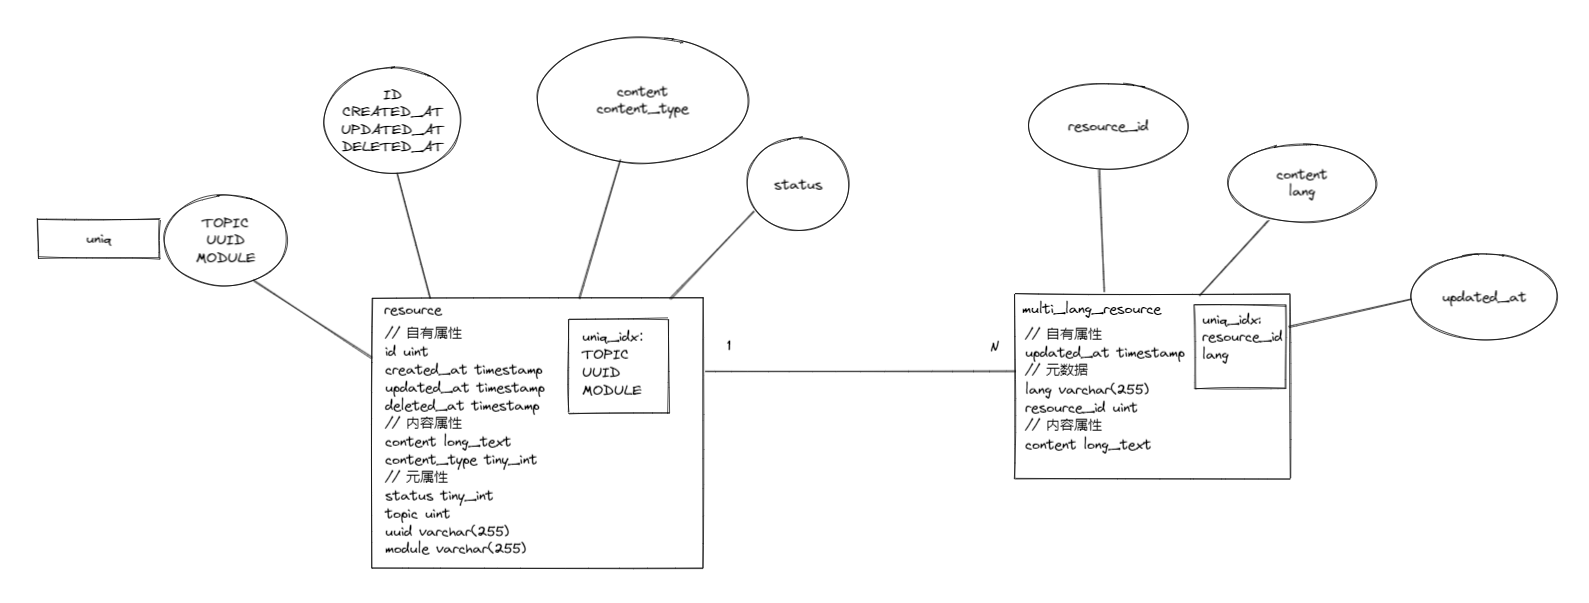 uniq
TOPIC
UUID
MODULE
ID
CREATED_AT
UPDATED_AT
DELETED_AT
content
content_type
status
resource
// 自有属性
id uint
created_at timestamp
updated_at timestamp
deleted_at timestamp
// 内容属性
content long_text
content_type tiny_int
// 元属性
status tiny_int
topic uint
uuid varchar(255)
module varchar(255)
uniq_idx:
TOPIC
UUID
MODULE
1
N
resource_id
content
lang
updated_at
multi_lang_resource
// 自有属性
updated_at timestamp
// 元数据
lang varchar(255)
resource_id uint
// 内容属性
content long_text
uniq_idx:
resource_id
lang